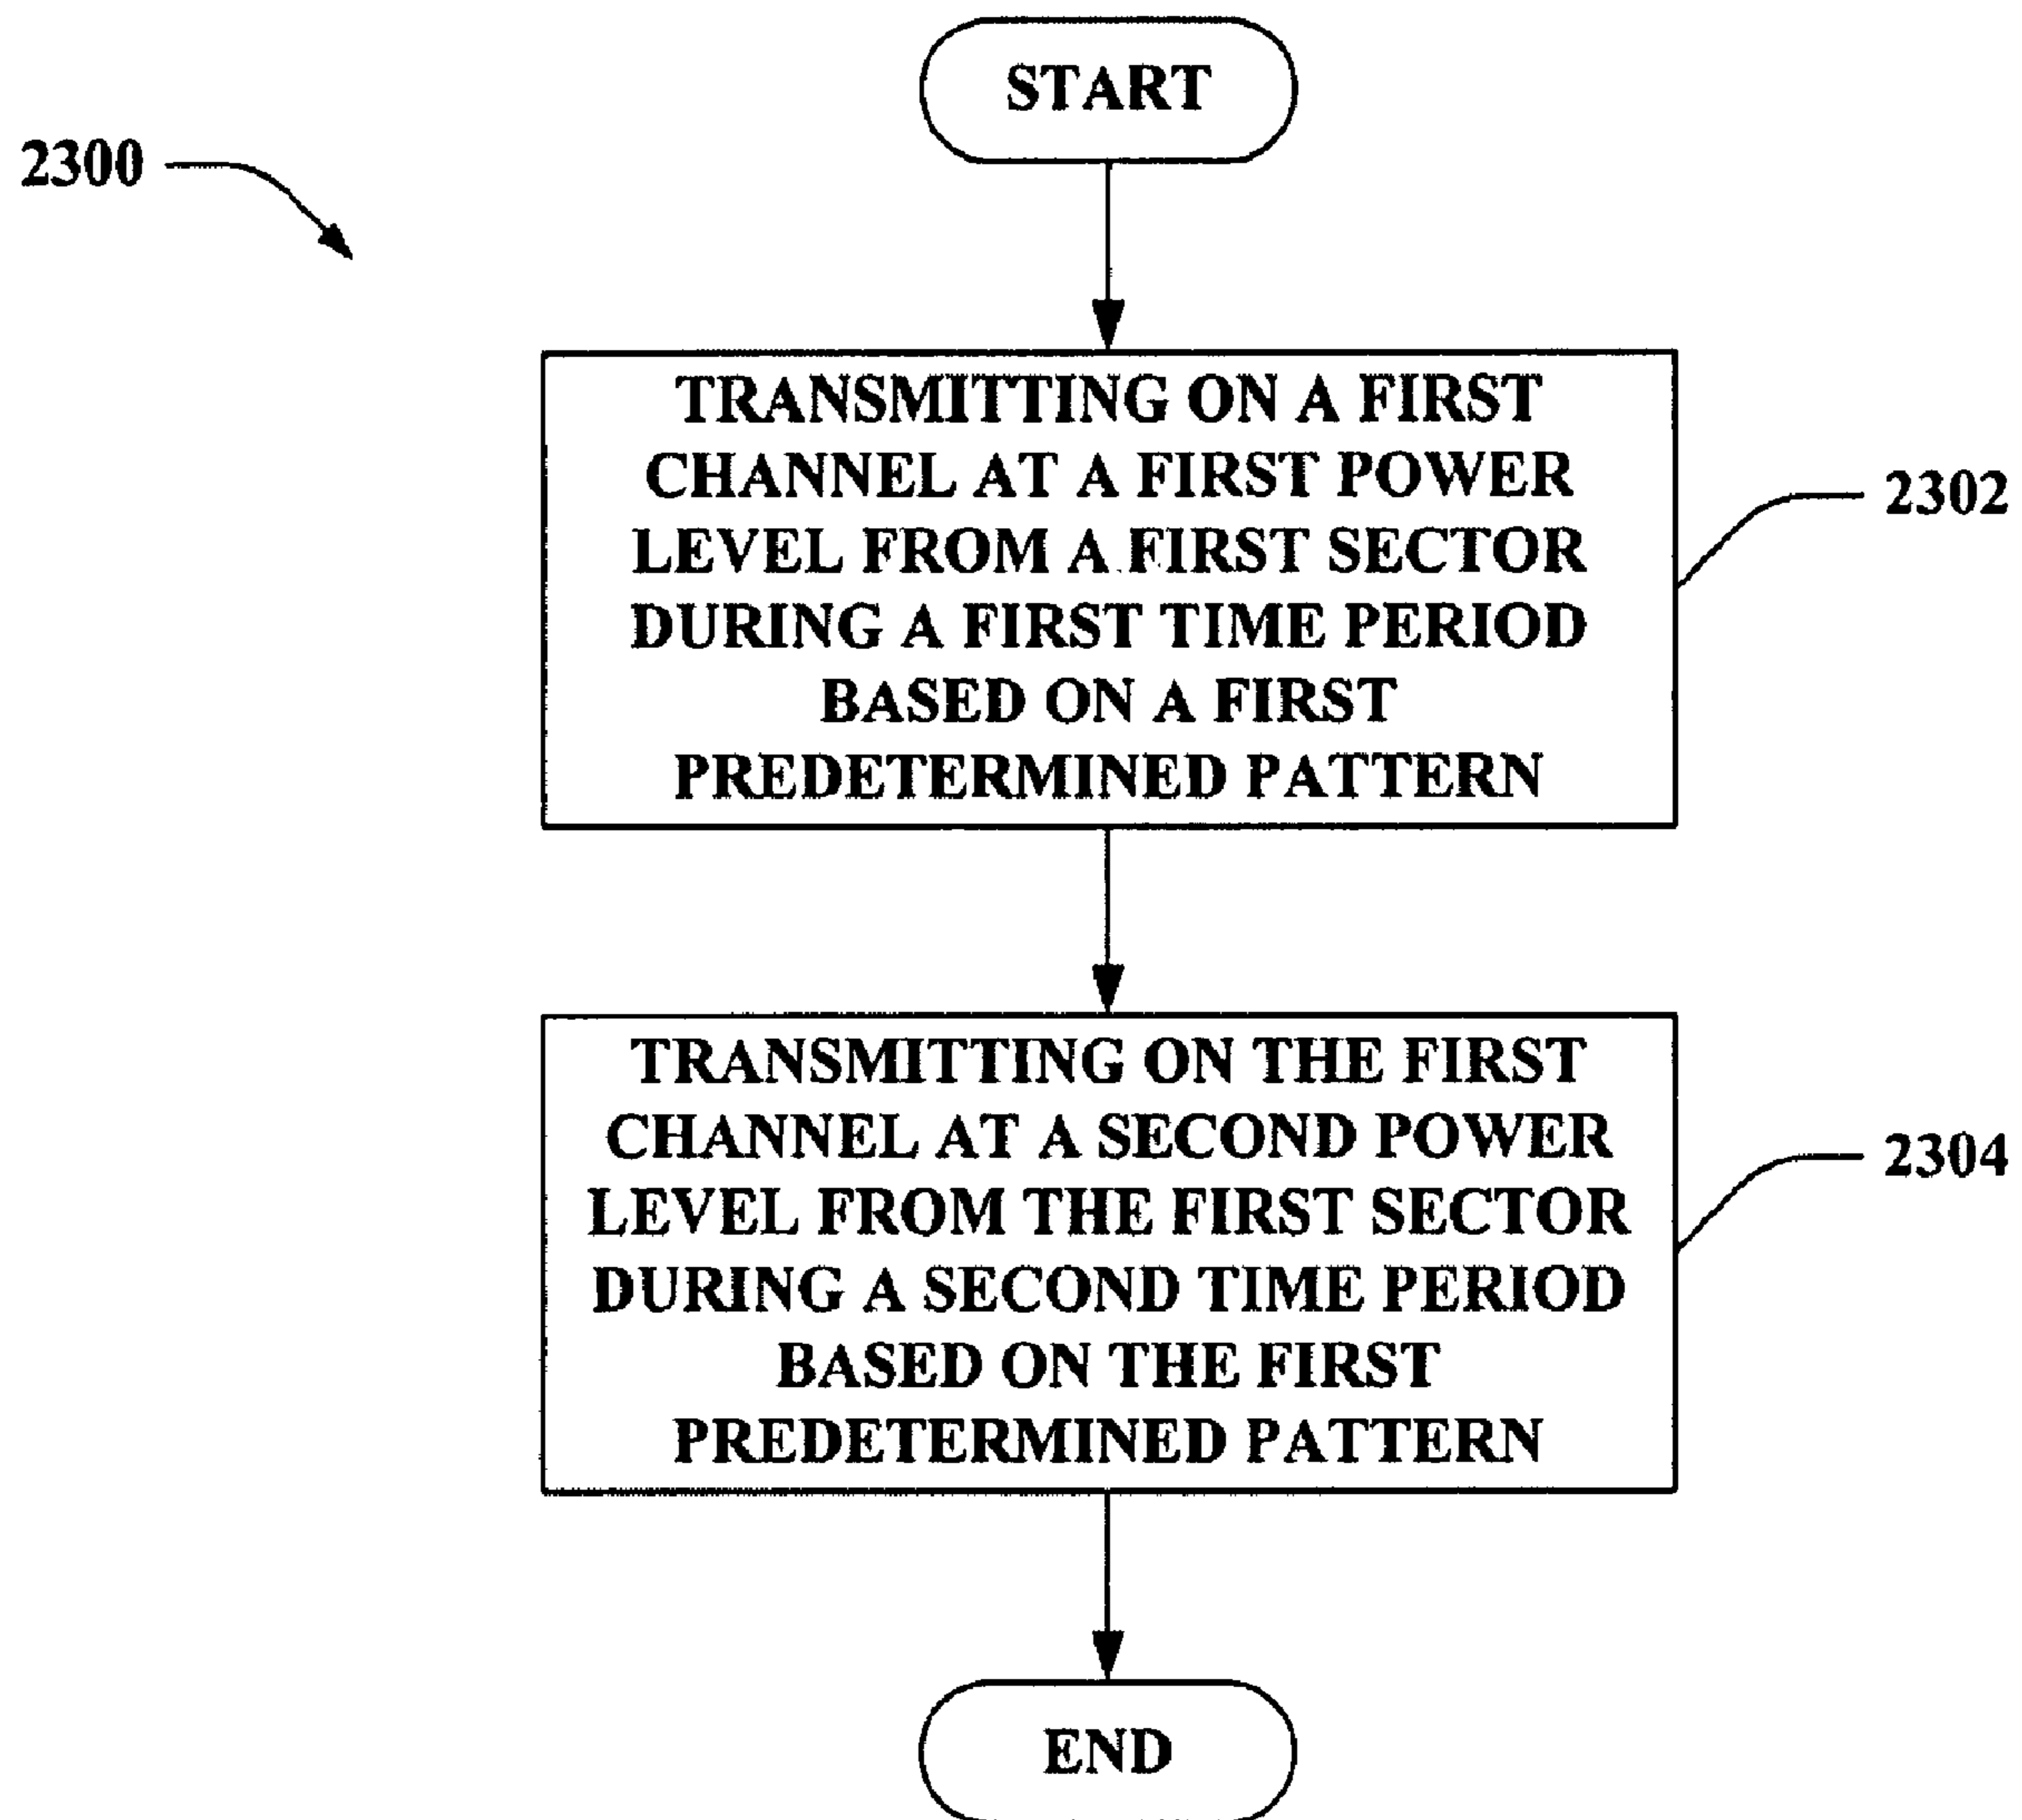 START
2300
TRANSMITTING ON A FIRST
CHANNEL AT A FIRST POWER
LEVEL FROM A FIRST SECTOR
DURING A FIRST TIME PERIOD
BASED ON A FIRST
PREDETERMINED PATTERN
2302
TRANSMITTING ON THE FIRST
CHANNEL AT A SECOND POWER
LEVEL FROM THE FIRST SECTOR
DURING A SECOND TIME PERIOD
BASED ON THE FIRST
PREDETERMINED PATTERN
2304
END